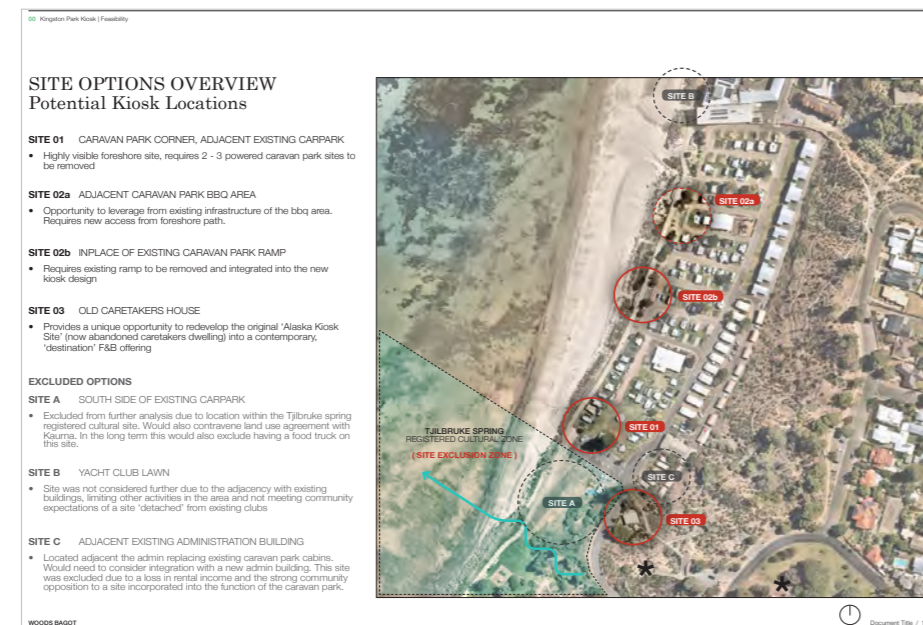 00 Kingston Park Kiosk | Feasibility
SITE OPTIONS OVERVIEW
Potential Kiosk Locations
SITE 01 CARAVAN PARK CORNER, ADJACENT EXISTING CARPARK
• Highly visible foreshore site, requires 2 - 3 powered caravan park sites to
be removed
SITE 02a ADJACENT CARAVAN PARK BBQ AREA
• Opportunity to leverage from existing infrastructure of the bbq area.
Requires new access from foreshore path.
SITE 02b INPLACE OF EXISTING CARAVAN PARK RAMP
• Requires existing ramp to be removed and integrated into the new
kiosk design
SITE 03 OLD CARETAKERS HOUSE
• Provides a unique opportunity to redevelop the original 'Alaska Kiosk
Site' (now abandoned caretakers dwelling) into a contemporary,
'destination' F&B offering
EXCLUDED OPTIONS
SITE A SOUTH SIDE OF EXISTING CARPARK
• Excluded from further analysis due to location within the Tjilbruke spring
registered cultural site. Would also contravene land use agreement with
Kaurna. In the long term this would also exclude having a food truck on
this site.
SITE B YACHT CLUB LAWN
• Site was not considered further due to the adjacency with existing
buildings, limiting other activities in the area and not meeting community
expectations of a site 'detached' from existing clubs
SITE C ADJACENT EXISTING ADMINISTRATION BUILDING
• Located adjacent the admin replacing existing caravan park cabins.
Would need to consider integration with a new admin building. This site
was excluded due to a loss in rental income and the strong community
opposition to a site incorporated into the function of the caravan park.
WOODS BAGOT
SITE B
SITE 02a
SITE 02b
SITE 01
TJILBRUKE SPRING
REGISTERED CULTURAL ZONE
( SITE EXCLUSION ZONE )
SITE C
SITE A
SITE 03
* *
Document Title /